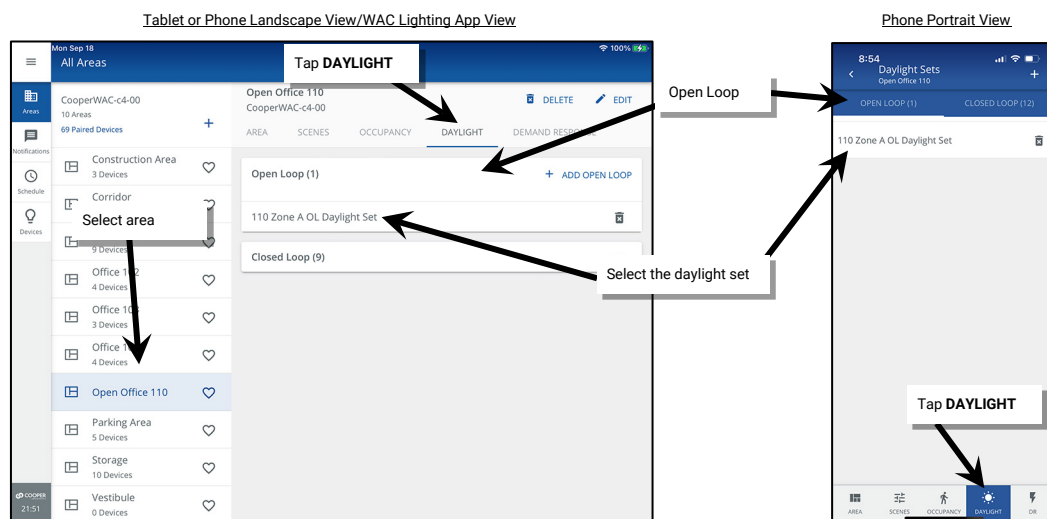 Tablet or Phone Landscape View/WAC Lighting App View
Phone Portrait View
Mon Sep 18
100%
All Areas
Tap DAYLIGHT
Areas
Notifications
Schedule
Devices
COOPER
21:51
CooperWAC-c4-00
10 Areas
69 Paired Devices
+
Construction Area
3 Devices
Corridor
Select area
9 Devices
Office
4 Devices
Office
3 Devices
Office
4 Devices
Open Office 110
Parking Area
5 Devices
Storage
10 Devices
Vestibule
0 Devices
Open Office 110
CooperWAC-c4-00
DELETE
EDIT
AREA
SCENES
OCCUPANCY
DAYLIGHT
DEMAND RESPONSE
Open Loop (1)
+ ADD OPEN LOOP
110 Zone A OL Daylight Set
Closed Loop (9)
Open Loop
Select the daylight set
8:54
Daylight Sets
Open Office 110
+
OPEN LOOP (1)
CLOSED LOOP (12)
110 Zone A OL Daylight Set
Tap DAYLIGHT
AREA
SCENES
OCCUPANCY
DAYLIGHT
DR